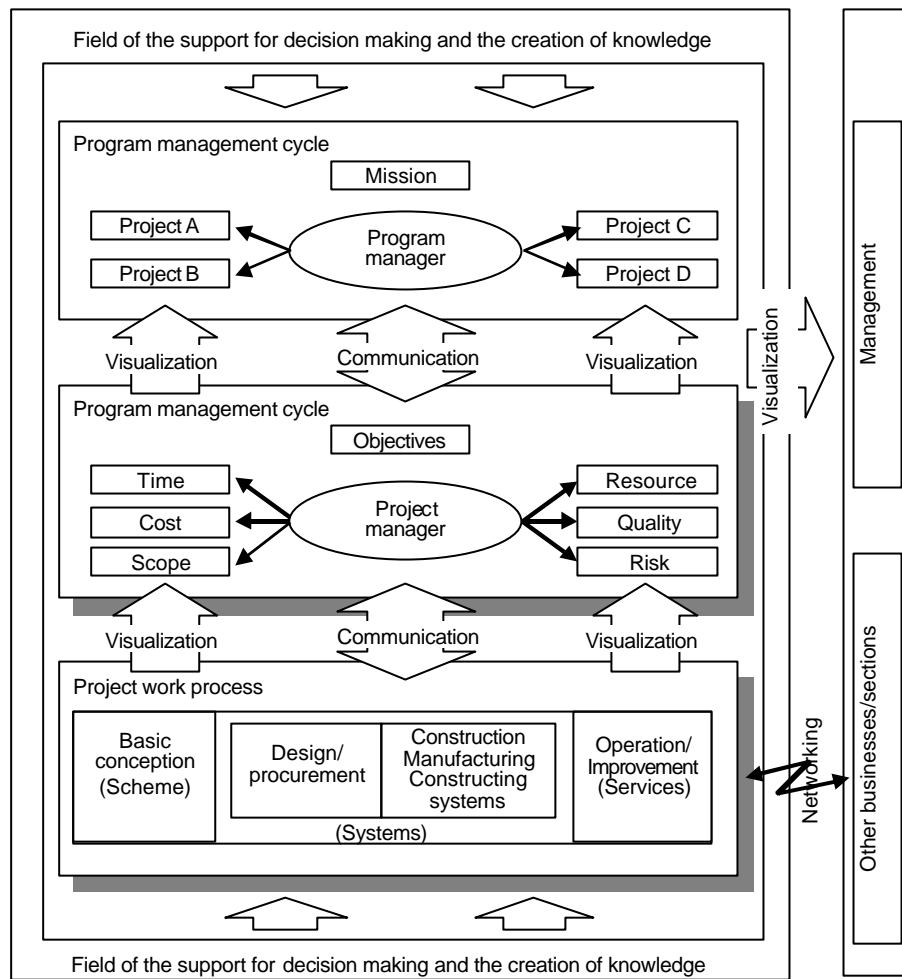 Field of the support for decision making and the creation of knowledge
Program management cycle
Mission
Project A
Project B
Program
manager
Project C
Project D
Visualization
Communication
Visualization
Program management cycle
Objectives
Time
Cost
Scope
Project
manager
Resource
Quality
Risk
Visualization
Communication
Visualization
Project work process
Basic
conception
(Scheme)
Design/
procurement
Construction
Manufacturing
Constructing
systems
(Systems)
Operation/
Improvement
(Services)
Field of the support for decision making and the creation of knowledge
Visualization
Networking
Management
Other businesses/sections